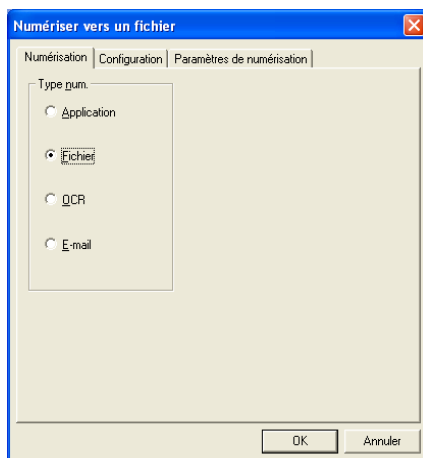 Numériser vers un fichier
Numérisation Configuration Paramètres de numérisation
Type num.
Application
Fichier
OCR
E-mail
OK Annuler